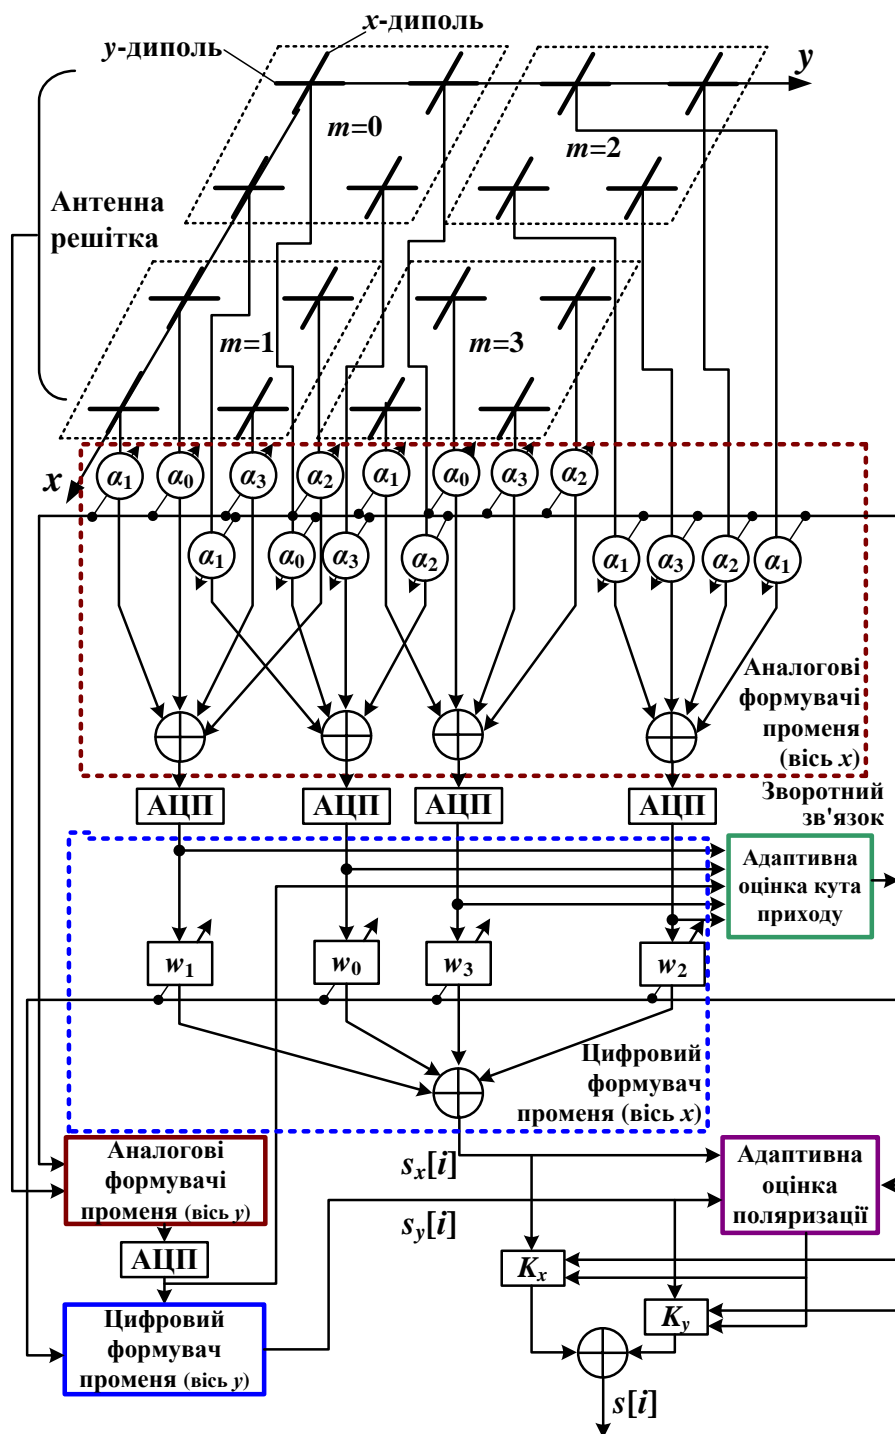 x-диполь
y-диполь
y
m=0
m=2
Антенна
решітка
m=1
m=3
x
α1 α0 α3 α2 α1 α0 α3 α2
α1 α0 α3 α2 α1 α3 α2 α1
Аналогові
формувачі
променя
(вісь x)
АЦП АЦП АЦП АЦП
Зворотний
зв'язок
Адаптивна
оцінка кута
приходу
w1 w0 w3 w2
Цифровий
формувач
променя (вісь x)
Аналогові
формувачі
променя (вісь y)
sx[i]
Адаптивна
оцінка
поляризації
sy[i]
АЦП
Kx
Цифровий
формувач
променя (вісь y)
Ky
s[i]